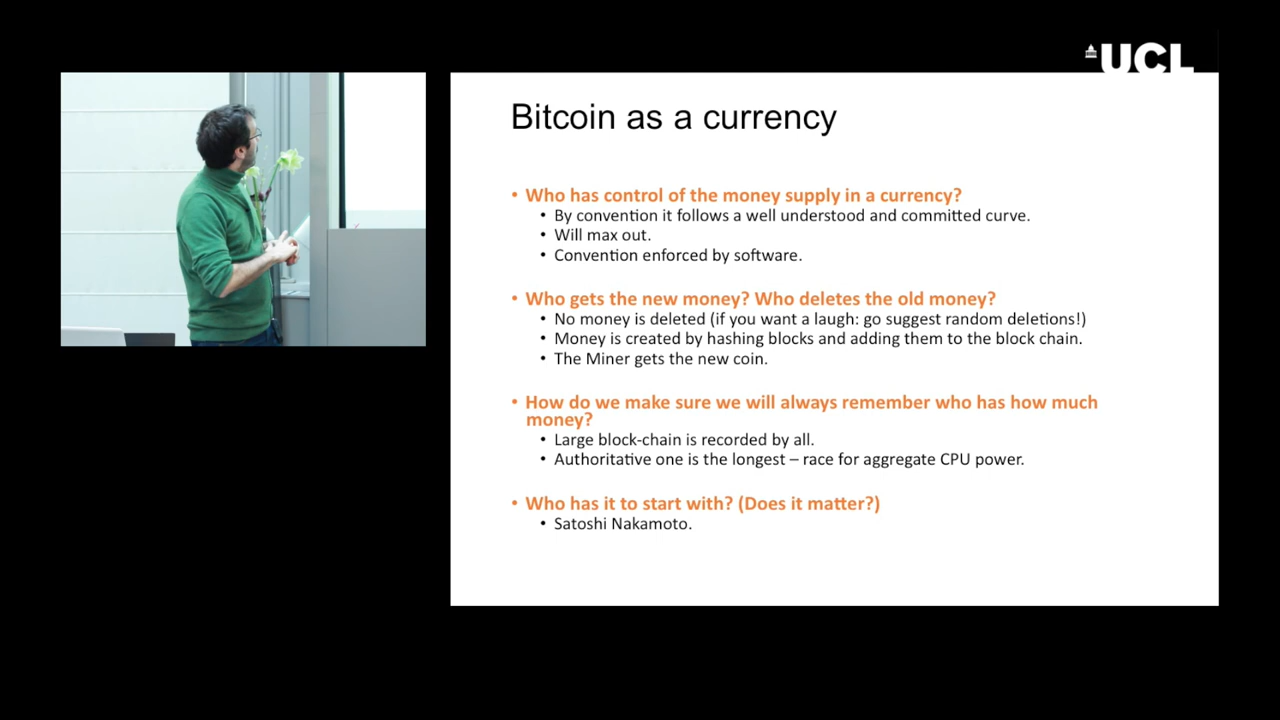 UCL
Bitcoin as a currency
• Who has control of the money supply in a currency?
• By convention it follows a well understood and committed curve.
• Will max out.
• Convention enforced by software.
• Who gets the new money? Who deletes the old money?
• No money is deleted (if you want a laugh: go suggest random deletions!)
• Money is created by hashing blocks and adding them to the block chain.
• The Miner gets the new coin.
• How do we make sure we will always remember who has how much
money?
• Large block-chain is recorded by all.
• Authoritative one is the longest – race for aggregate CPU power.
• Who has it to start with? (Does it matter?)
• Satoshi Nakamoto.